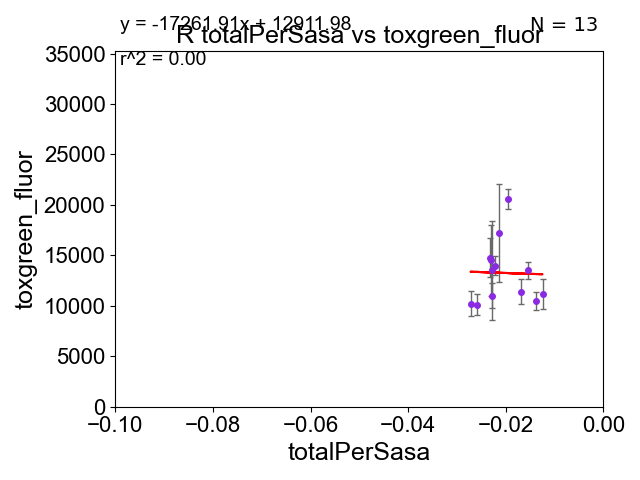 y = -17261.91x + 12911.98
N = 13
R totalPerSasa vs toxgreen_fluor
r^2 = 0.00
35000
30000
25000
20000
15000
10000
5000
0
toxgreen_fluor
−0.10 −0.08 −0.06 −0.04 −0.02 0.00
totalPerSasa